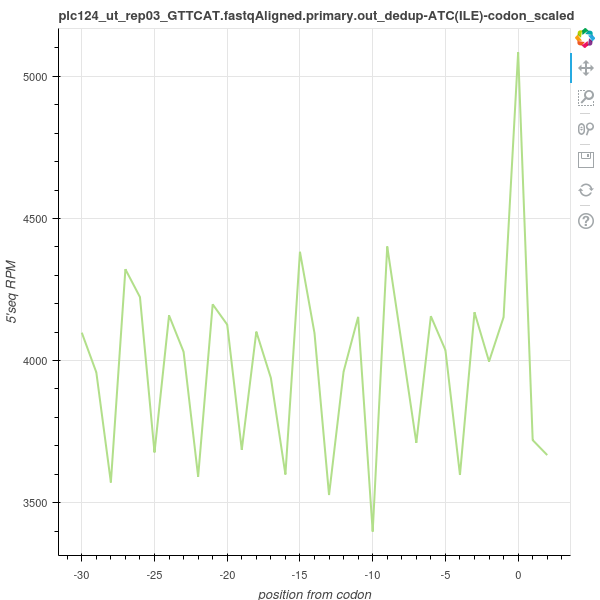 plc124_ut_rep03_GTTCAT.fastqAligned.primary.out_dedup-ATC(ILE)-codon_scaled
5'seq RPM
5000
4500
4000
3500
-30 -25 -20 -15 -10 -5 0
position from codon